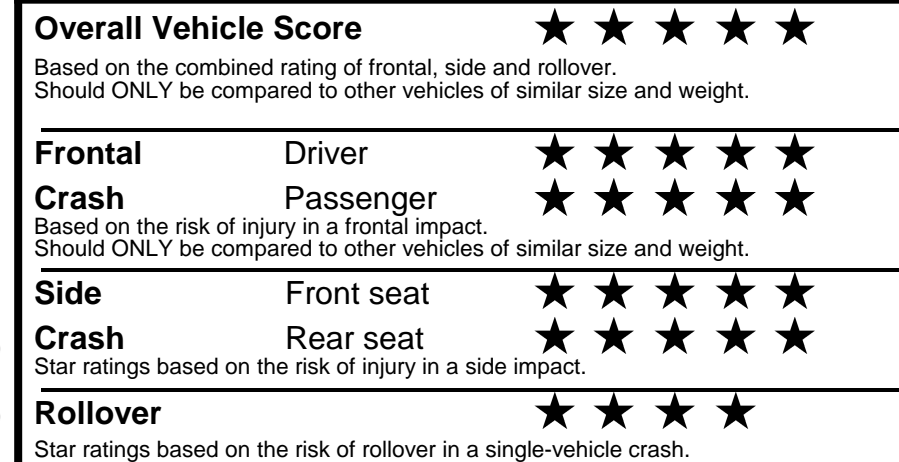 Overall Vehicle Score ★ ★ ★ ★ ★
Based on the combined rating of frontal, side and rollover.
Should ONLY be compared to other vehicles of similar size and weight.
Frontal Driver ★ ★ ★ ★ ★
Crash Passenger ★ ★ ★ ★ ★
Based on the risk of injury in a frontal impact.
Should ONLY be compared to other vehicles of similar size and weight.
Side Front seat ★ ★ ★ ★ ★
Crash Rear seat ★ ★ ★ ★ ★
Star ratings based on the risk of injury in a side impact.
Rollover ★ ★ ★ ★
Star ratings based on the risk of rollover in a single-vehicle crash.